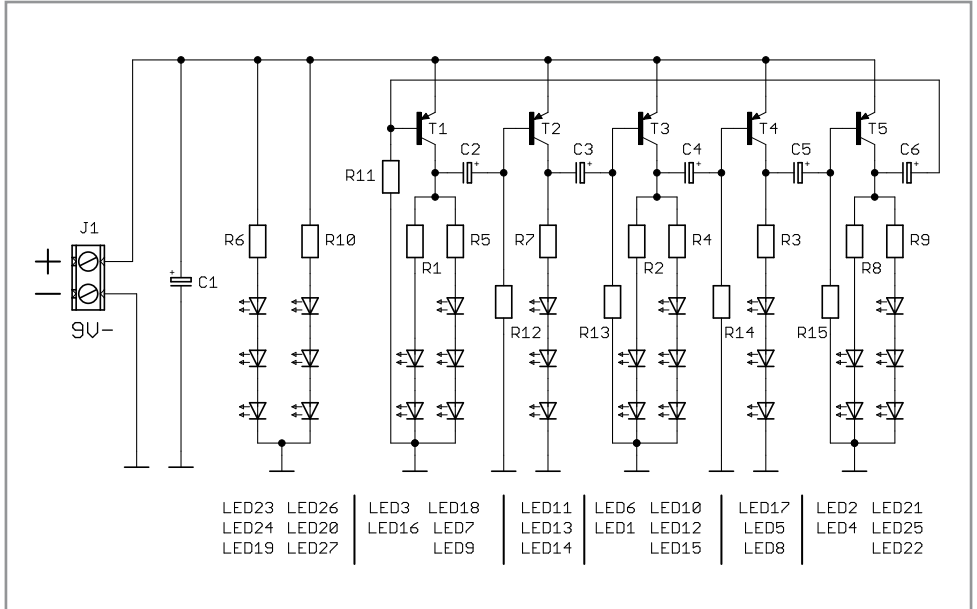 T1 T2 T3 T4 T5
C2 C3 C4 C5 C6
+ + + + +
R11
J1
R6 R10 R1 R5 R7 R2 R4 R3 R8 R9
+
−
+
C1
9V-
R12 R13 R14 R15
LED23 LED26 LED3 LED18 LED11 LED6 LED10 LED17 LED2 LED21
LED24 LED20 LED16 LED7 LED13 LED1 LED12 LED5 LED4 LED25
LED19 LED27 LED9 LED14 LED15 LED8 LED22